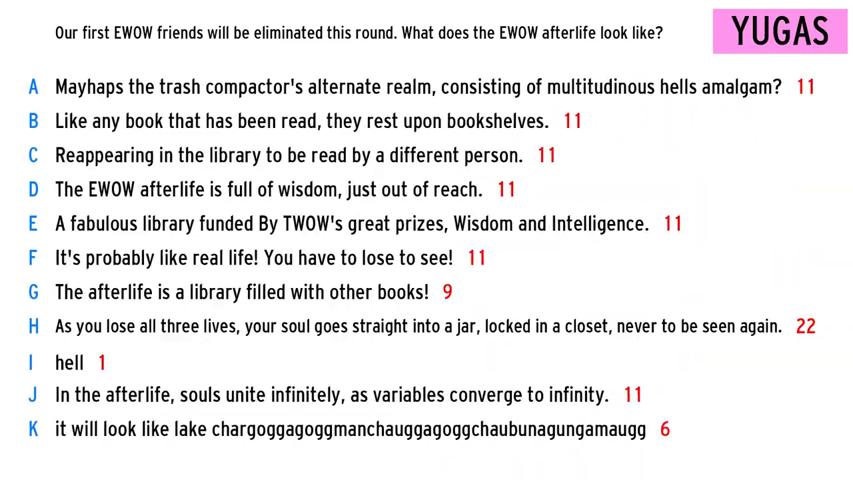 Our first EWOW friends will be eliminated this round. What does the EWOW afterlife look like?
YUGAS
A Mayhaps the trash compactor's alternate realm, consisting of multitudinous hells amalgam? 11
B Like any book that has been read, they rest upon bookshelves. 11
C Reappearing in the library to be read by a different person. 11
D The EWOW afterlife is full of wisdom, just out of reach. 11
E A fabulous library funded By TWOW's great prizes, Wisdom and Intelligence. 11
F It's probably like real life! You have to lose to see! 11
G The afterlife is a library filled with other books! 9
H As you lose all three lives, your soul goes straight into a jar, locked in a closet, never to be seen again. 22
I hell 1
J In the afterlife, souls unite infinitely, as variables converge to infinity. 11
K it will look like lake chargoggagoggmanchauggagoggchaubunagungamaugg 6